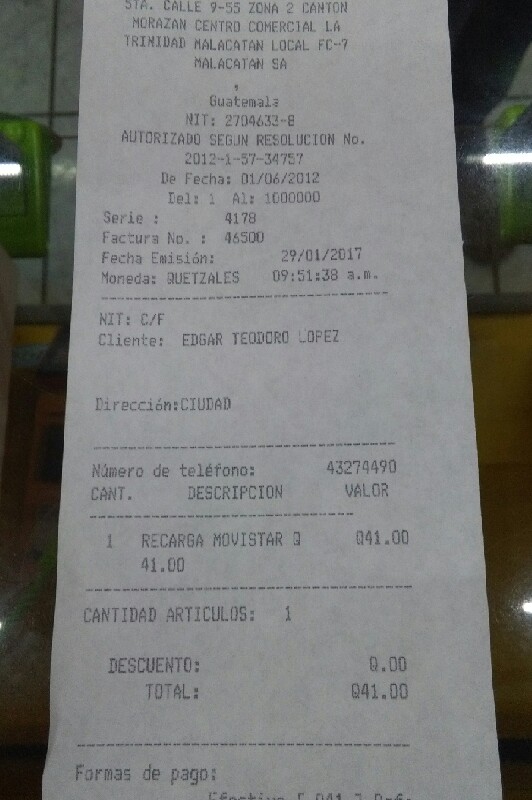 5TA. CALLE 9-55 ZONA 2 CANTON
MORAZAN CENTRO COMERCIAL LA
TRINIDAD MALACATAN LOCAL FC-7
MALACATAN SA
,
Guatemala
NIT: 2704633-8
AUTORIZADO SEGUN RESOLUCION No.
2012-1-57-34757
De Fecha: 01/06/2012
Del: 1 Al: 1000000
Serie : 4178
Factura No. : 46500
Fecha Emisión: 29/01/2017
Moneda: QUETZALES 09:51:38 a.m.
NIT: C/F
Cliente: EDGAR TEODORO LOPEZ
Dirección:CIUDAD
Número de teléfono: 43274490
CANT. DESCRIPCION VALOR
1 RECARGA MOVISTAR Q Q41.00
41.00
CANTIDAD ARTICULOS: 1
DESCUENTO: Q.00
TOTAL: Q41.00
Formas de pago:
Efectivo